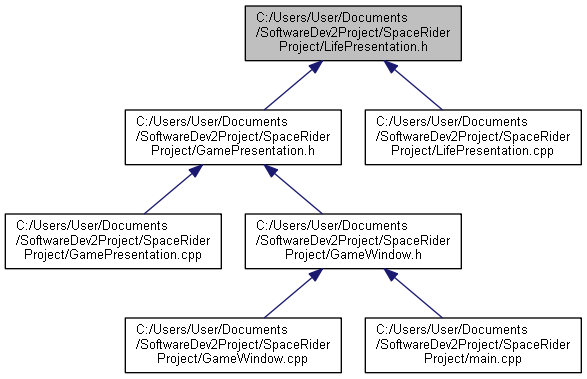 C:/Users/User/Documents
/SoftwareDev2Project/SpaceRider
Project/LifePresentation.h
C:/Users/User/Documents
/SoftwareDev2Project/SpaceRider
Project/GamePresentation.h
C:/Users/User/Documents
/SoftwareDev2Project/SpaceRider
Project/LifePresentation.cpp
C:/Users/User/Documents
/SoftwareDev2Project/SpaceRider
Project/GamePresentation.cpp
C:/Users/User/Documents
/SoftwareDev2Project/SpaceRider
Project/GameWindow.h
C:/Users/User/Documents
/SoftwareDev2Project/SpaceRider
Project/GameWindow.cpp
C:/Users/User/Documents
/SoftwareDev2Project/SpaceRider
Project/main.cpp